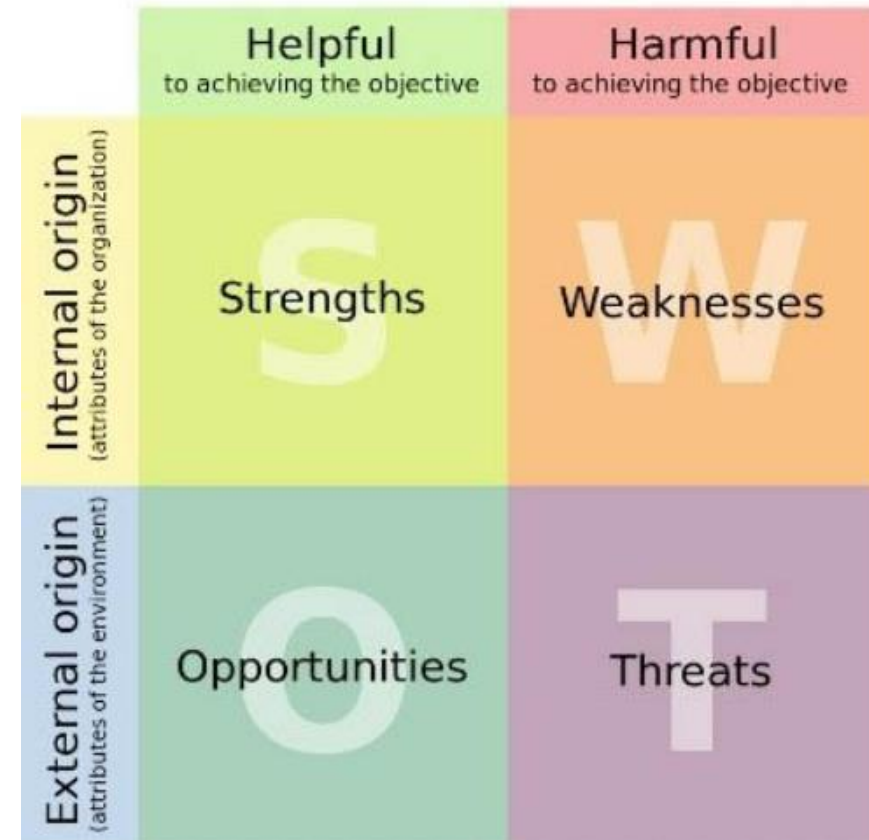 Helpful
to achieving the objective
Harmful
to achieving the objective
Internal origin
(attributes of the organization)
S
Strengths
W
Weaknesses
External origin
(attributes of the environment)
O
Opportunities
T
Threats